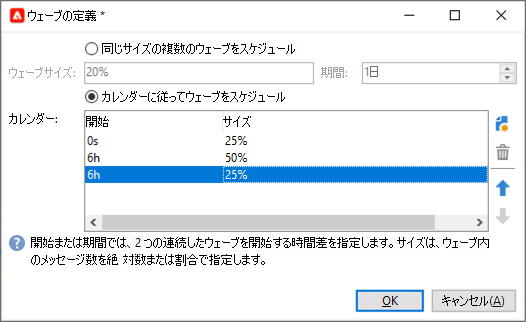 ウェーブの定義 *
同じサイズの複数のウェーブをスケジュール
ウェーブサイズ: 20% 期間: 1日
カレンダーに従ってウェーブをスケジュール
カレンダー:
開始 サイズ
0s 25%
6h 50%
6h 25%
開始または期間では、2 つの連続したウェーブを開始する時間差を指定します。サイズは、ウェーブ内
のメッセージ数を絶 対数または割合で指定します。
OK キャンセル(A)